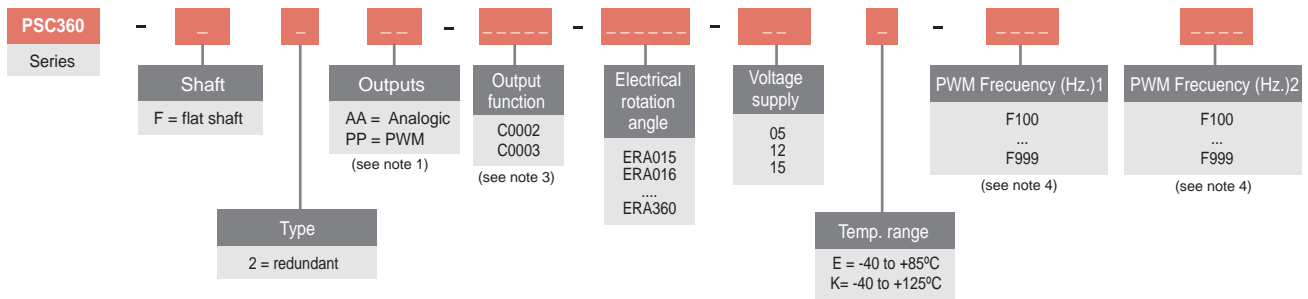 PSC360 - _ _ _ _ - _ _ _ _ _ - _ _ _ _ _ _ - _ _ _ - _ _ _ _ _ _ _ _
Series
Shaft
F = flat shaft
Outputs
AA = Analogic
PP = PWM
(see note 1)
Output
function
C0002
C0003
(see note 3)
Electrical
rotation
angle
ERA015
ERA016
....
ERA360
Voltage
supply
05
12
15
PWM Frecuency (Hz.)1
F100
...
F999
(see note 4)
PWM Frecuency (Hz.)2
F100
...
F999
(see note 4)
Type
2 = redundant
Temp. range
E = -40 to +85ºC
K= -40 to +125ºC